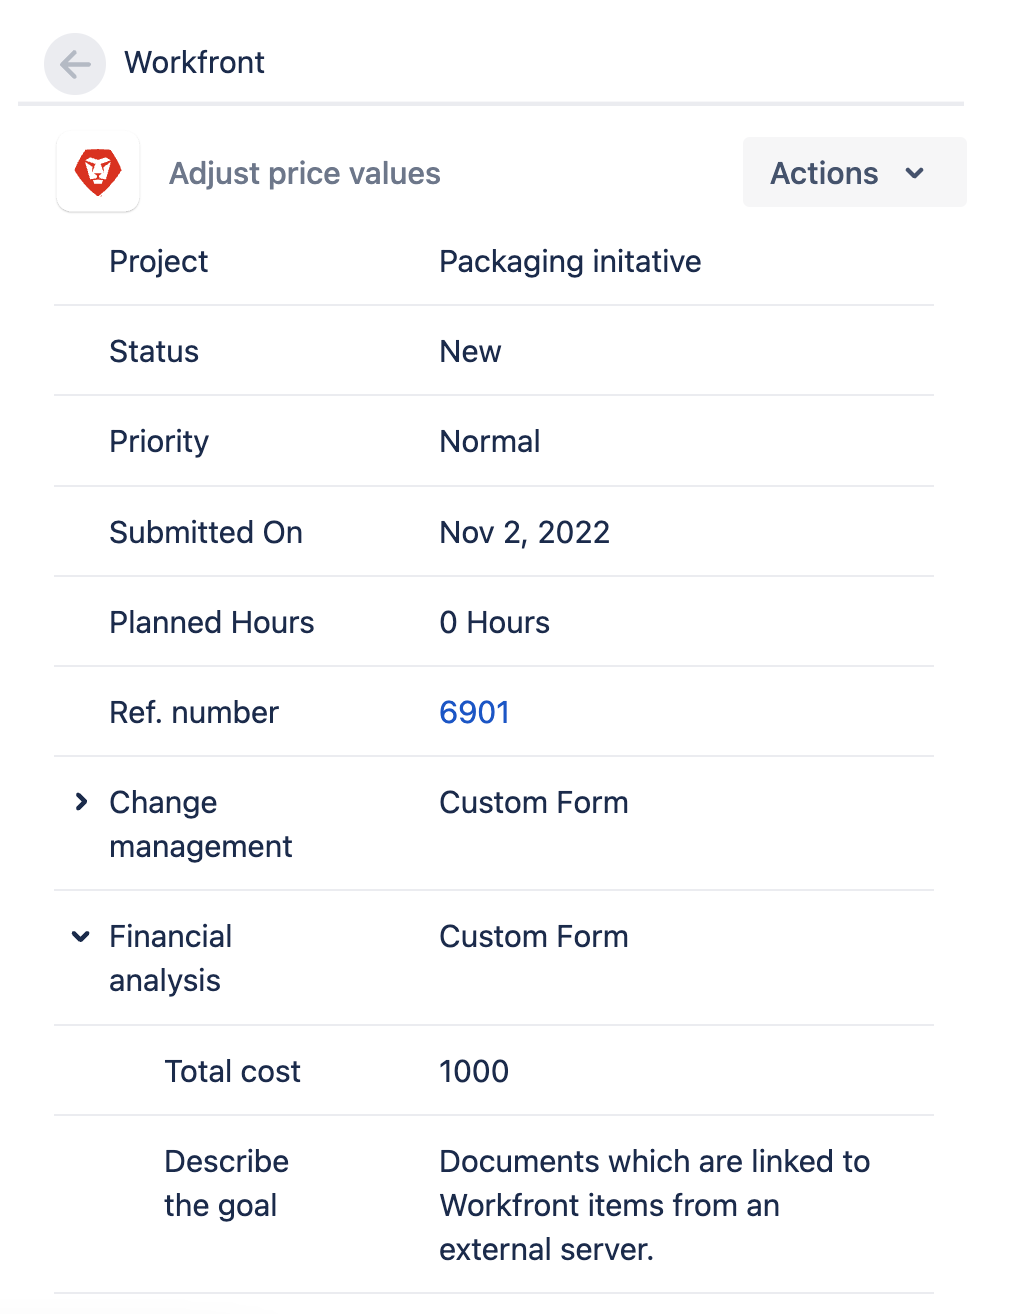 Workfront
Adjust price values
Actions
Project Packaging initative
Status New
Priority Normal
Submitted On Nov 2, 2022
Planned Hours 0 Hours
Ref. number 6901
Change Custom Form
management
Financial Custom Form
analysis
Total cost 1000
Describe Documents which are linked to
the goal Workfront items from an
external server.